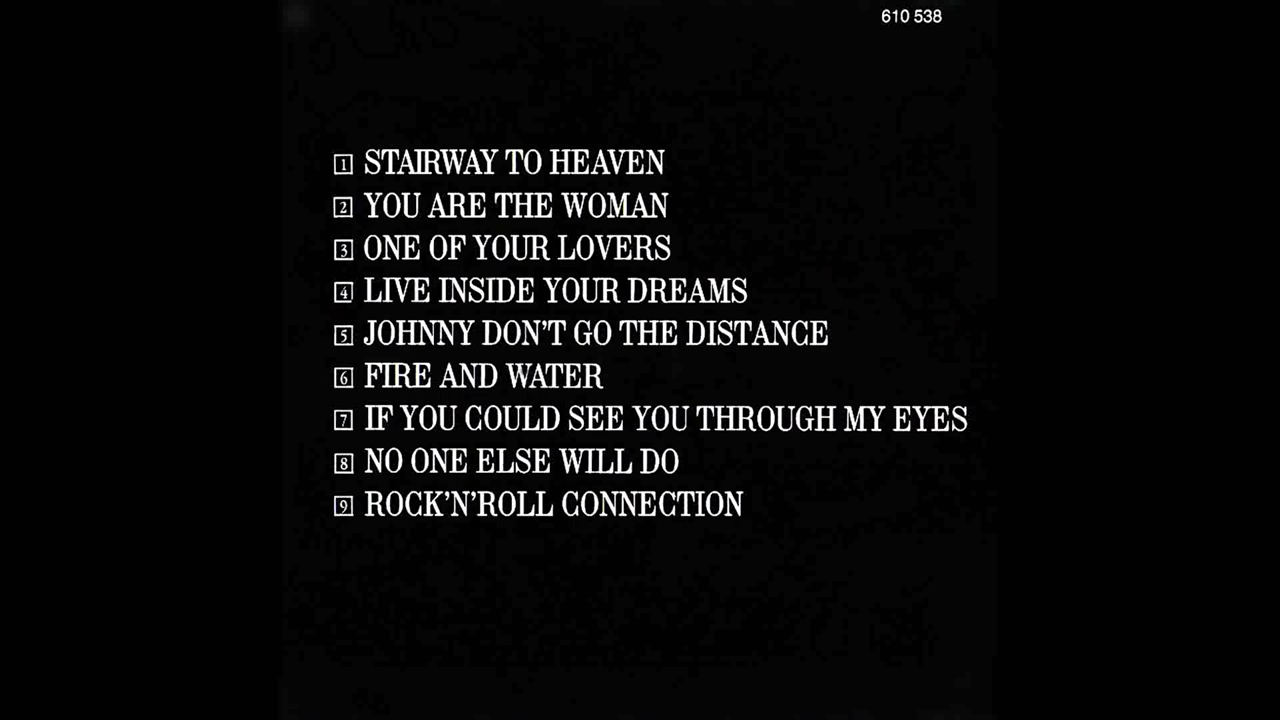 610 538
1 STAIRWAY TO HEAVEN
2 YOU ARE THE WOMAN
3 ONE OF YOUR LOVERS
4 LIVE INSIDE YOUR DREAMS
5 JOHNNY DON'T GO THE DISTANCE
6 FIRE AND WATER
7 IF YOU COULD SEE YOU THROUGH MY EYES
8 NO ONE ELSE WILL DO
9 ROCK'N'ROLL CONNECTION